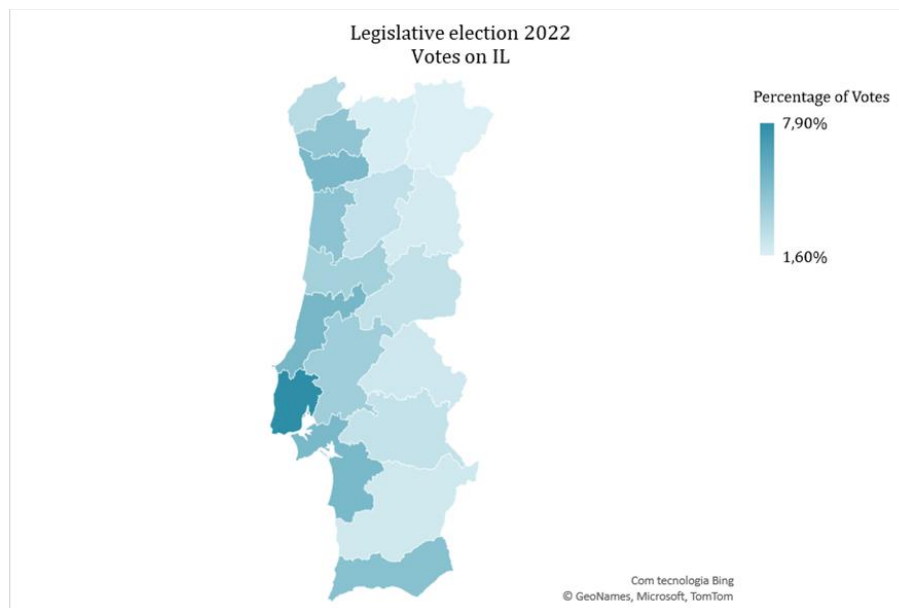 Legislative election 2022
Votes on IL
Percentage of Votes
7,90%
1,60%
Com tecnologia Bing
© GeoNames, Microsoft, TomTom